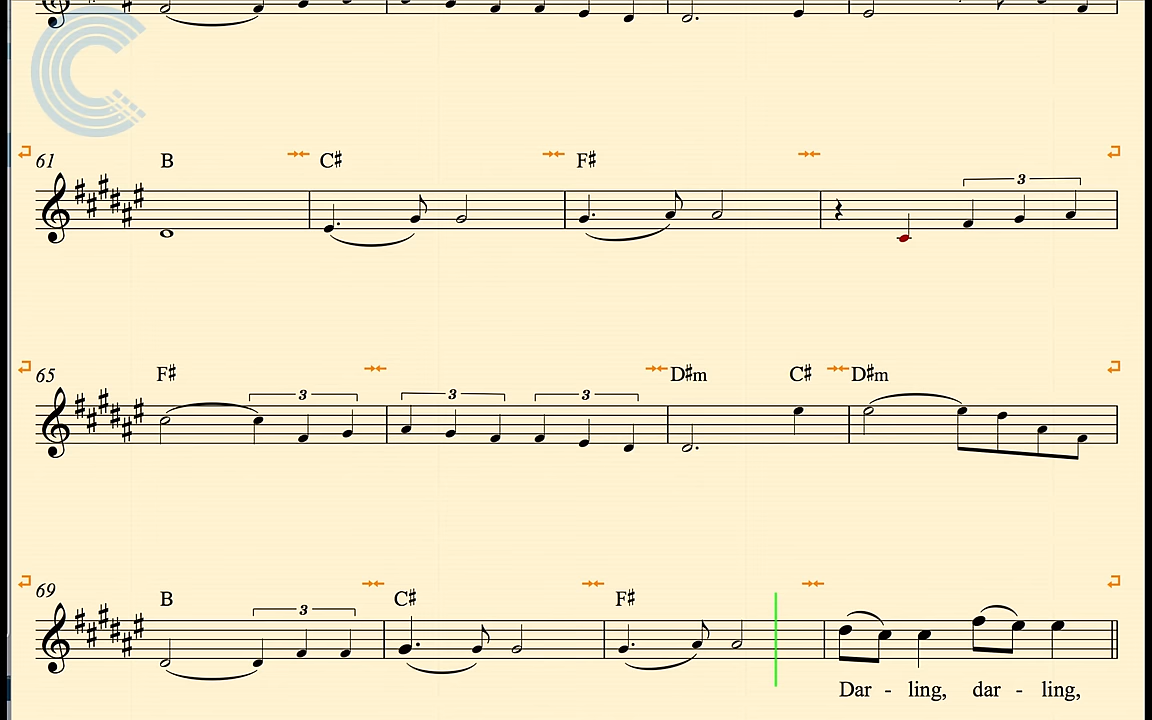 61 B C♯ F♯
3
65 F♯ D♯m C♯ D♯m
3 3 3
69 B C♯ F♯
3
Dar - ling, dar - ling,